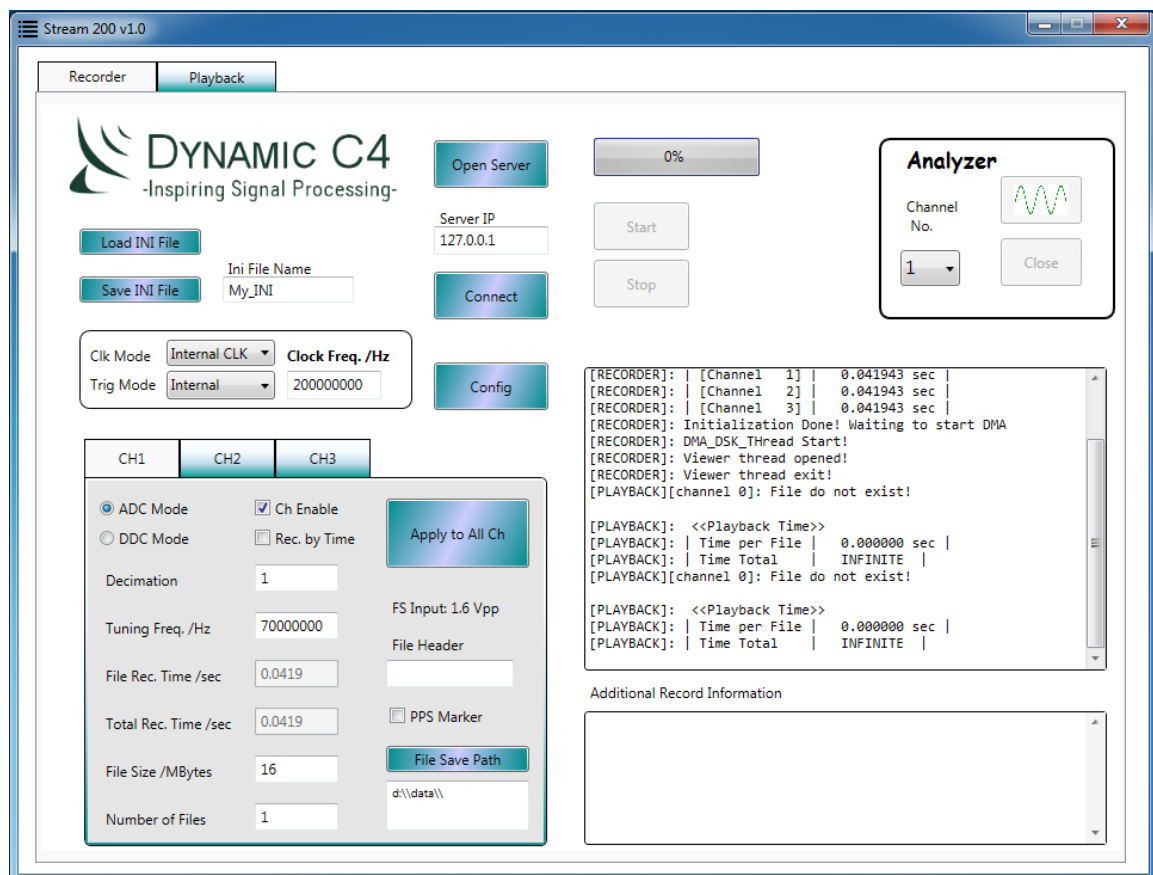 Stream 200 v1.0
Recorder
Playback
DYNAMIC C4
-Inspiring Signal Processing-
Load INI File
Save INI File
Ini File Name
My_INI
Open Server
Server IP
127.0.0.1
Connect
Config
0%
Start
Stop
Analyzer
Channel
No.
1
Close
Clk Mode
Internal CLK
Clock Freq. /Hz
Trig Mode
Internal
200000000
CH1
CH2
CH3
ADC Mode
Ch Enable
DDC Mode
Rec. by Time
Apply to All Ch
Decimation
1
Tuning Freq. /Hz
70000000
File Rec. Time /sec
0.0419
Total Rec. Time /sec
0.0419
File Size /MBytes
16
Number of Files
1
FS Input: 1.6 Vpp
File Header
PPS Marker
File Save Path
d:\\data\\
[RECORDER]: | [Channel   1] |   0.041943 sec |
[RECORDER]: | [Channel   2] |   0.041943 sec |
[RECORDER]: | [Channel   3] |   0.041943 sec |
[RECORDER]: Initialization Done! Waiting to start DMA
[RECORDER]: DMA_DSK_THread Start!
[RECORDER]: Viewer thread opened!
[RECORDER]: Viewer thread exit!
[PLAYBACK][channel 0]: File do not exist!
[PLAYBACK]:  <<Playback Time>>
[PLAYBACK]: | Time per File |   0.000000 sec |
[PLAYBACK]: | Time Total    |   INFINITE  |
[PLAYBACK][channel 0]: File do not exist!
[PLAYBACK]:  <<Playback Time>>
[PLAYBACK]: | Time per File |   0.000000 sec |
[PLAYBACK]: | Time Total    |   INFINITE  |
Additional Record Information